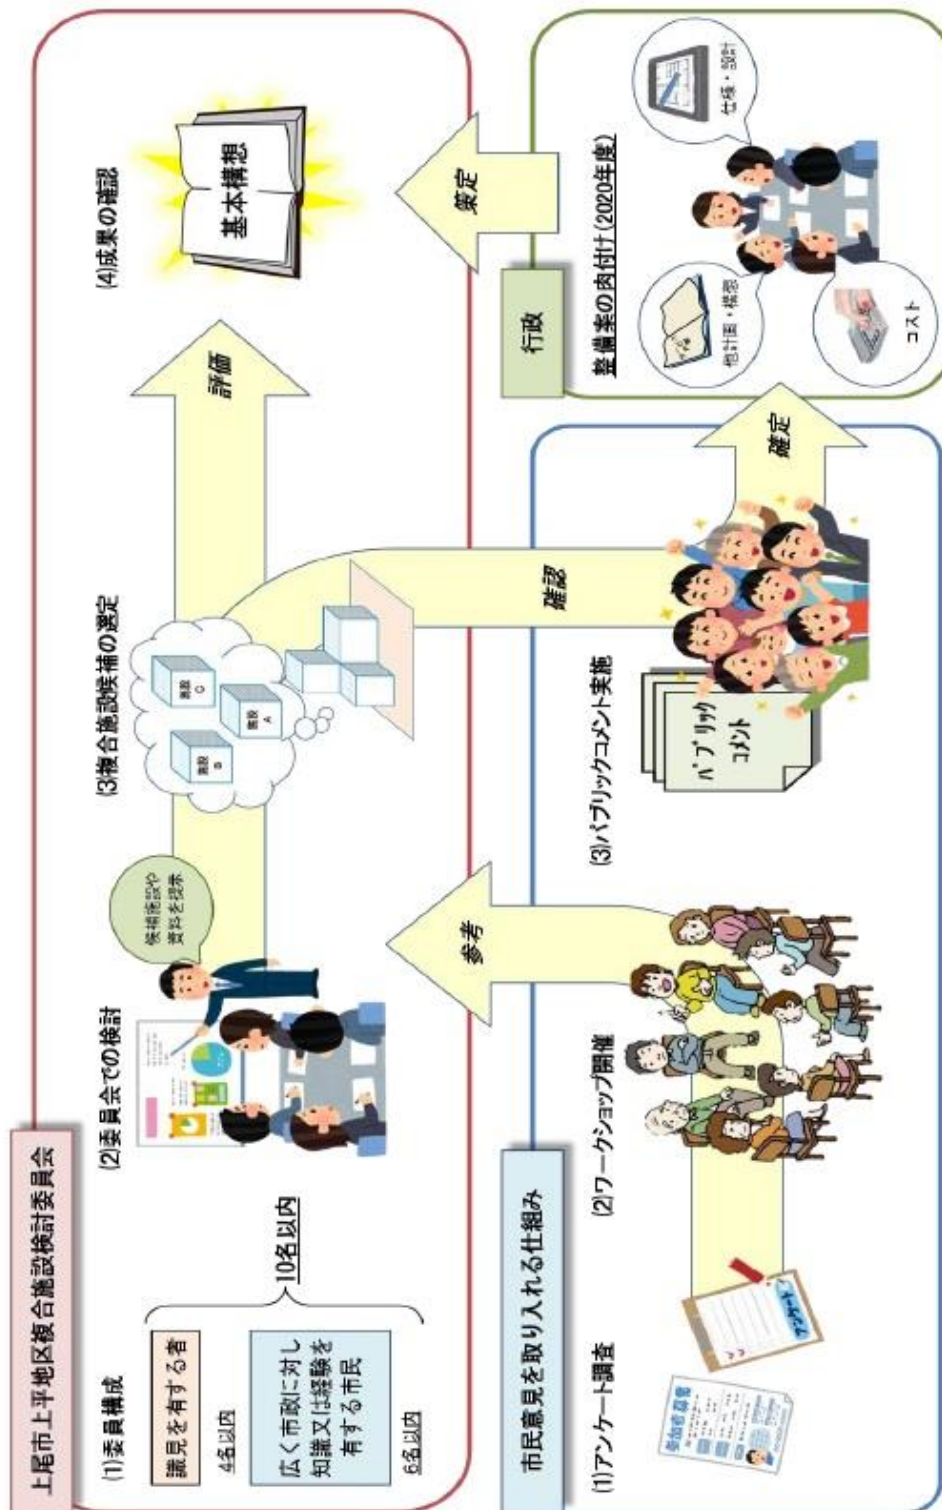 上尾市上平地区複合施設検討委員会
(1)委員構成
識見を有する者
4名以内
広く市政に対し
知識又は経験を
有する市民
6名以内
10名以内
(2)委員会での検討
候補施設や
資料を提示
(3)複合施設候補の選定
施設
B
施設
A
施設
C
評価
(4)成果の確認
基本構想
参考
確認
策定
市民意見を取り入れる仕組み
(1)アンケート調査
参加者募集
アンケート
(2)ワークショップ開催
(3)パブリックコメント実施
パブリック
コメント
確定
行政
整備案の肉付け(2020年度)
他計画・構想
仕様・設計
コスト